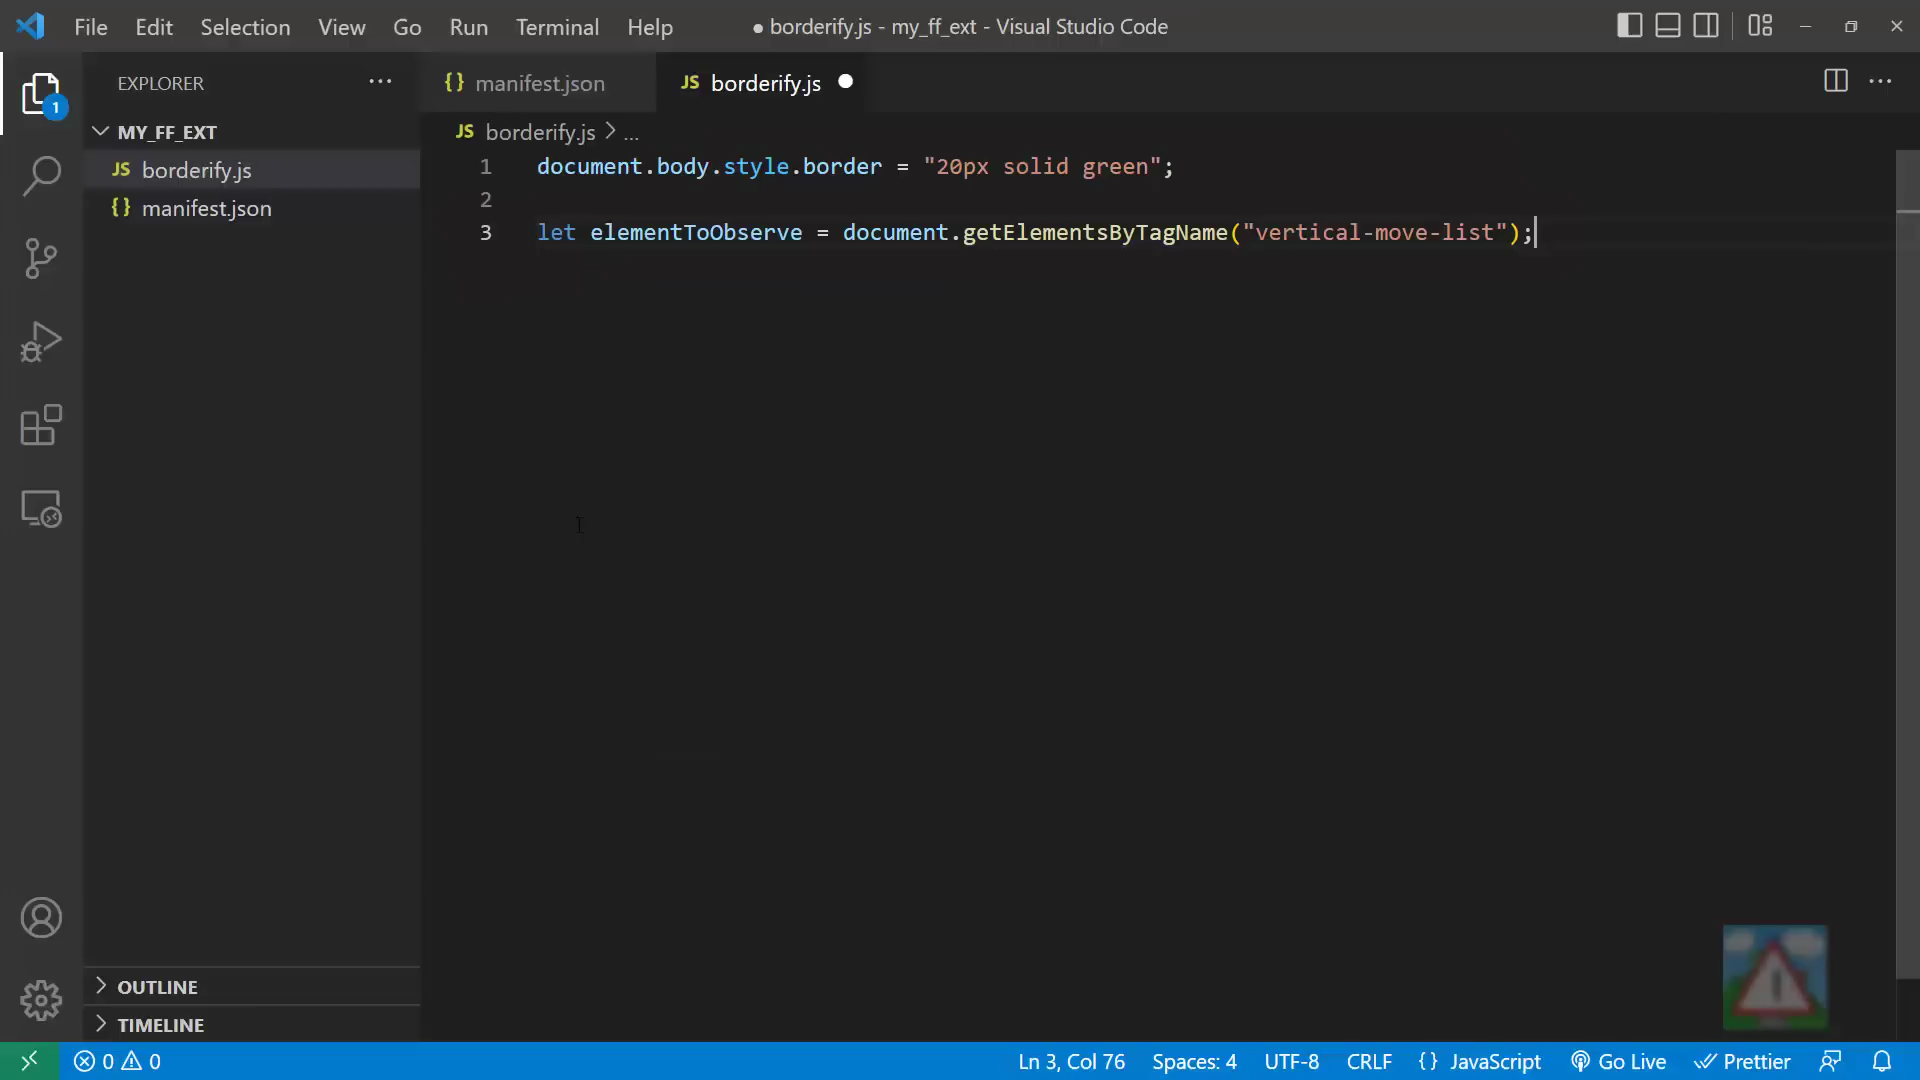 File Edit Selection View Go Run Terminal Help ● borderify.js - my_ff_ext - Visual Studio Code
EXPLORER ··· {} manifest.json JS borderify.js ● ···
1
MY_FF_EXT
JS borderify.js > ...
JS borderify.js
{} manifest.json
1 document.body.style.border = "20px solid green";
2
3 let elementToObserve = document.getElementsByTagName("vertical-move-list");
OUTLINE
TIMELINE
0 0 Ln 3, Col 76 Spaces: 4 UTF-8 CRLF {} JavaScript Go Live Prettier